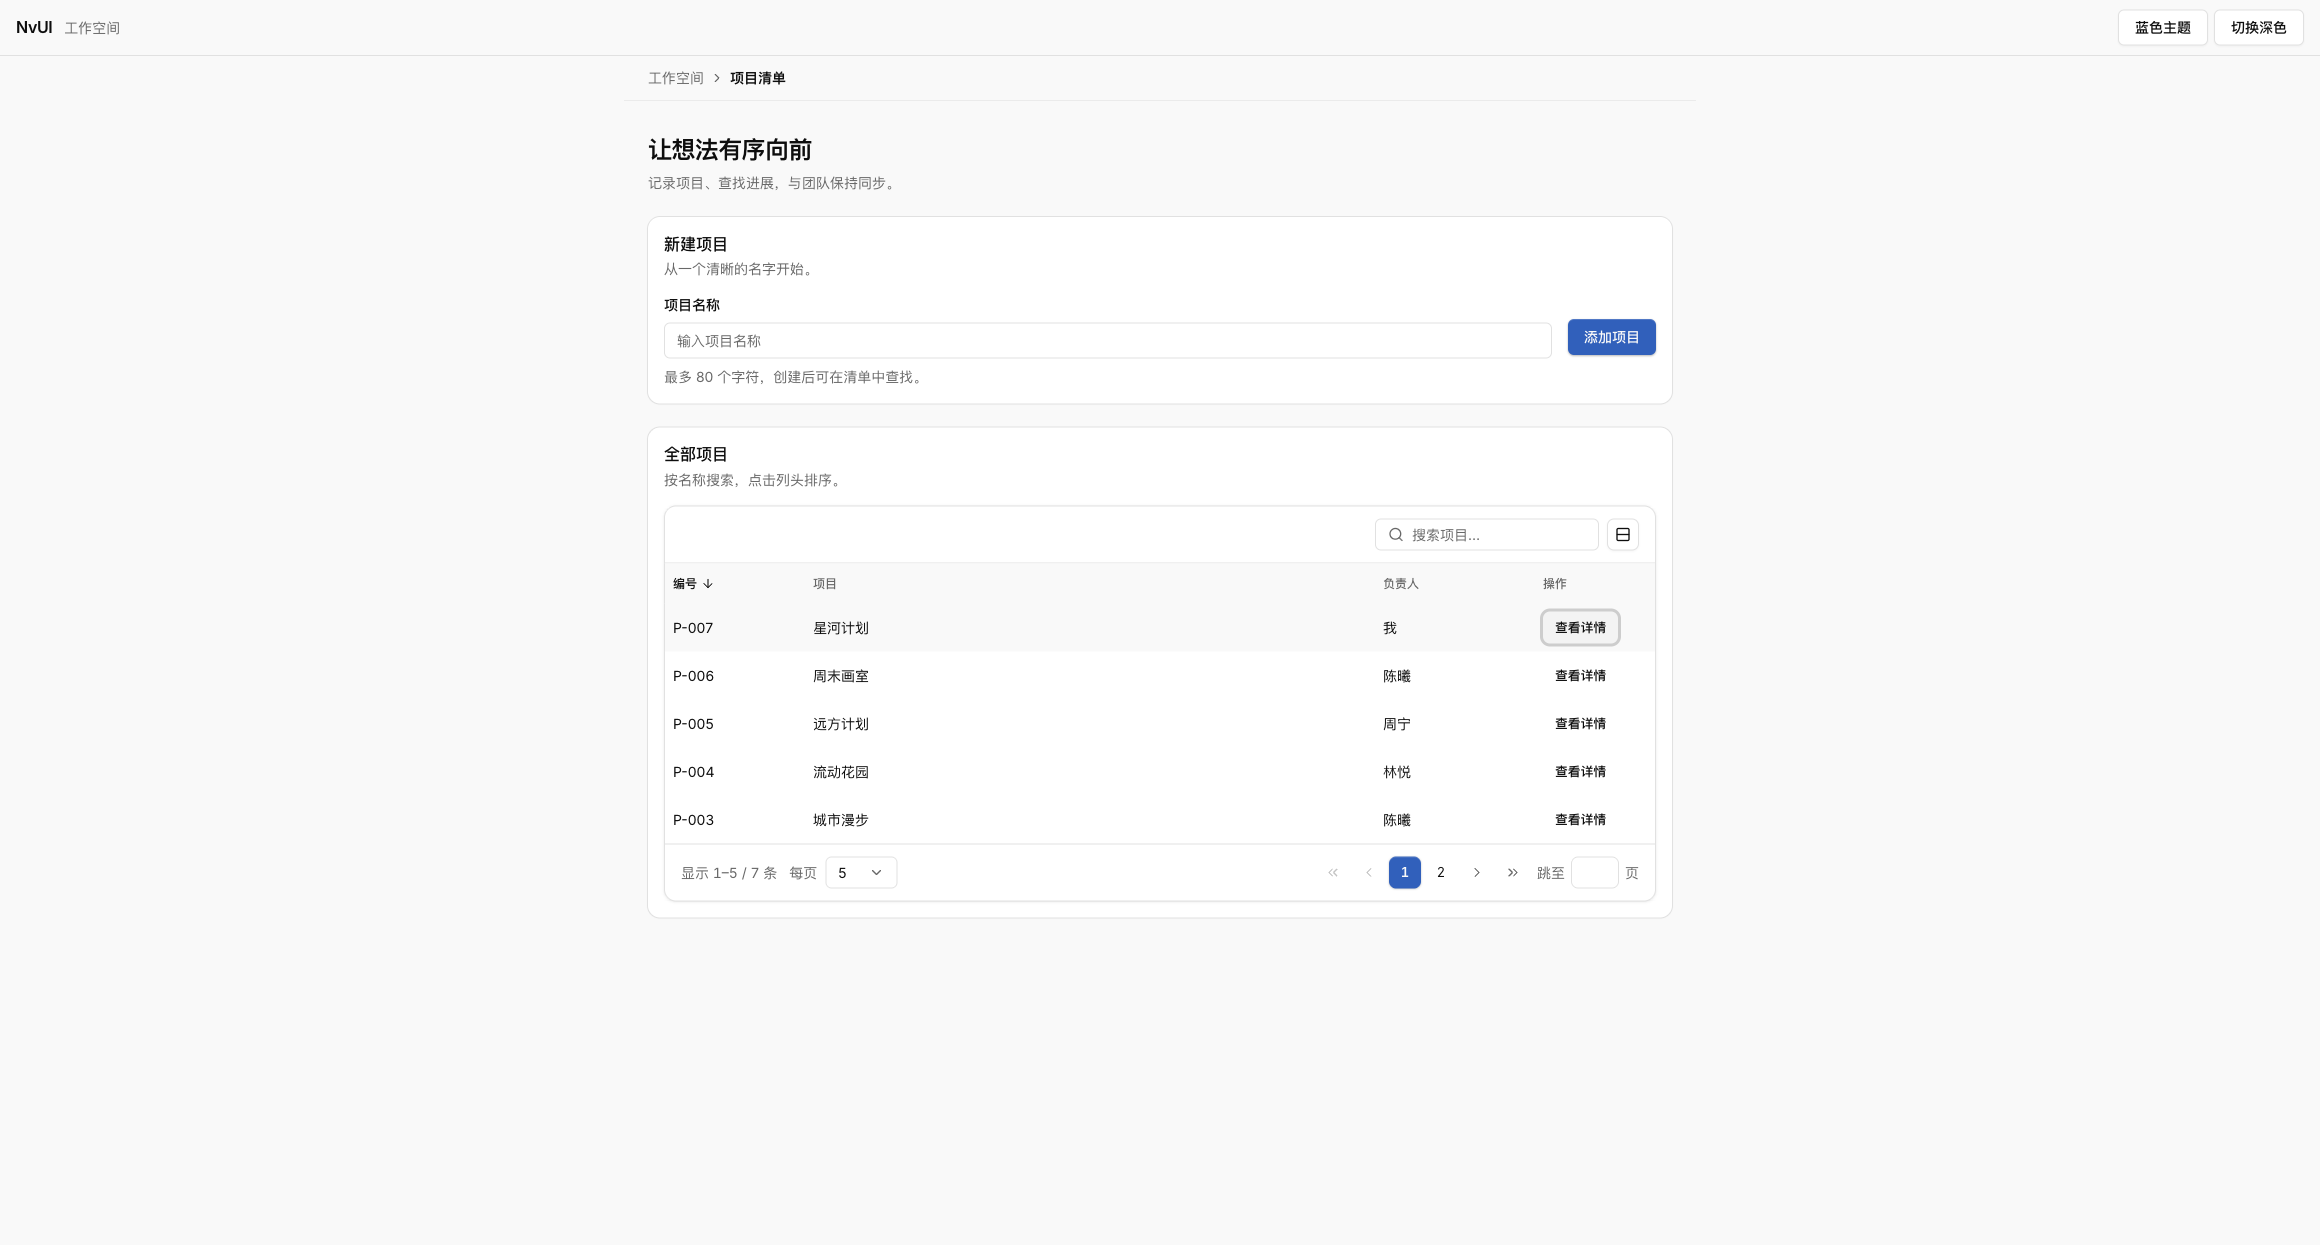 NvUI 工作空间 蓝色主题 切换深色
工作空间 > 项目清单
让想法有序向前
记录项目、查找进展，与团队保持同步。
新建项目
从一个清晰的名字开始。
项目名称
输入项目名称 添加项目
最多 80 个字符，创建后可在清单中查找。
全部项目
按名称搜索，点击列头排序。
搜索项目...
编号 ↓ 项目 负责人 操作
P-007 星河计划 我 查看详情
P-006 周末画室 陈曦 查看详情
P-005 远方计划 周宁 查看详情
P-004 流动花园 林悦 查看详情
P-003 城市漫步 陈曦 查看详情
显示 1–5 / 7 条 每页 5 « ‹ 1 2 › » 跳至 页